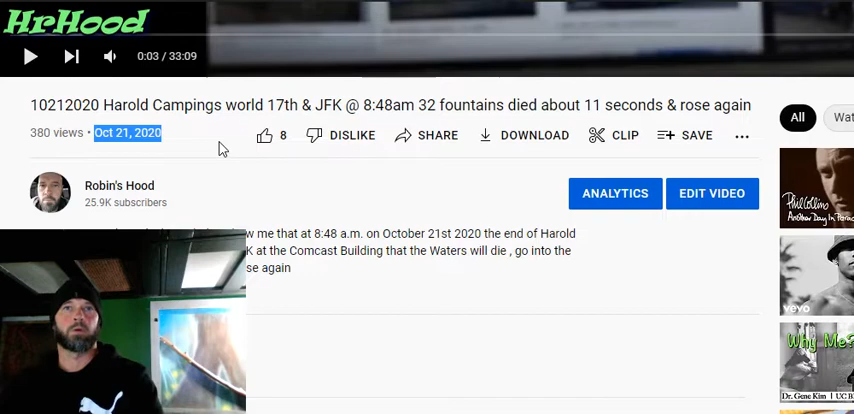 HrHood
0:03 / 33:09
10212020 Harold Campings world 17th & JFK @ 8:48am 32 fountains died about 11 seconds & rose again
380 views • Oct 21, 2020
8
DISLIKE
SHARE
DOWNLOAD
CLIP
SAVE
All
Wat
Robin's Hood
25.9K subscribers
ANALYTICS
EDIT VIDEO
Phil Collins
Another Day In Parad
w me that at 8:48 a.m. on October 21st 2020 the end of Harold
K at the Comcast Building that the Waters will die , go into the
se again
vevo
Why Me?
Dr. Gene Kim | UC B